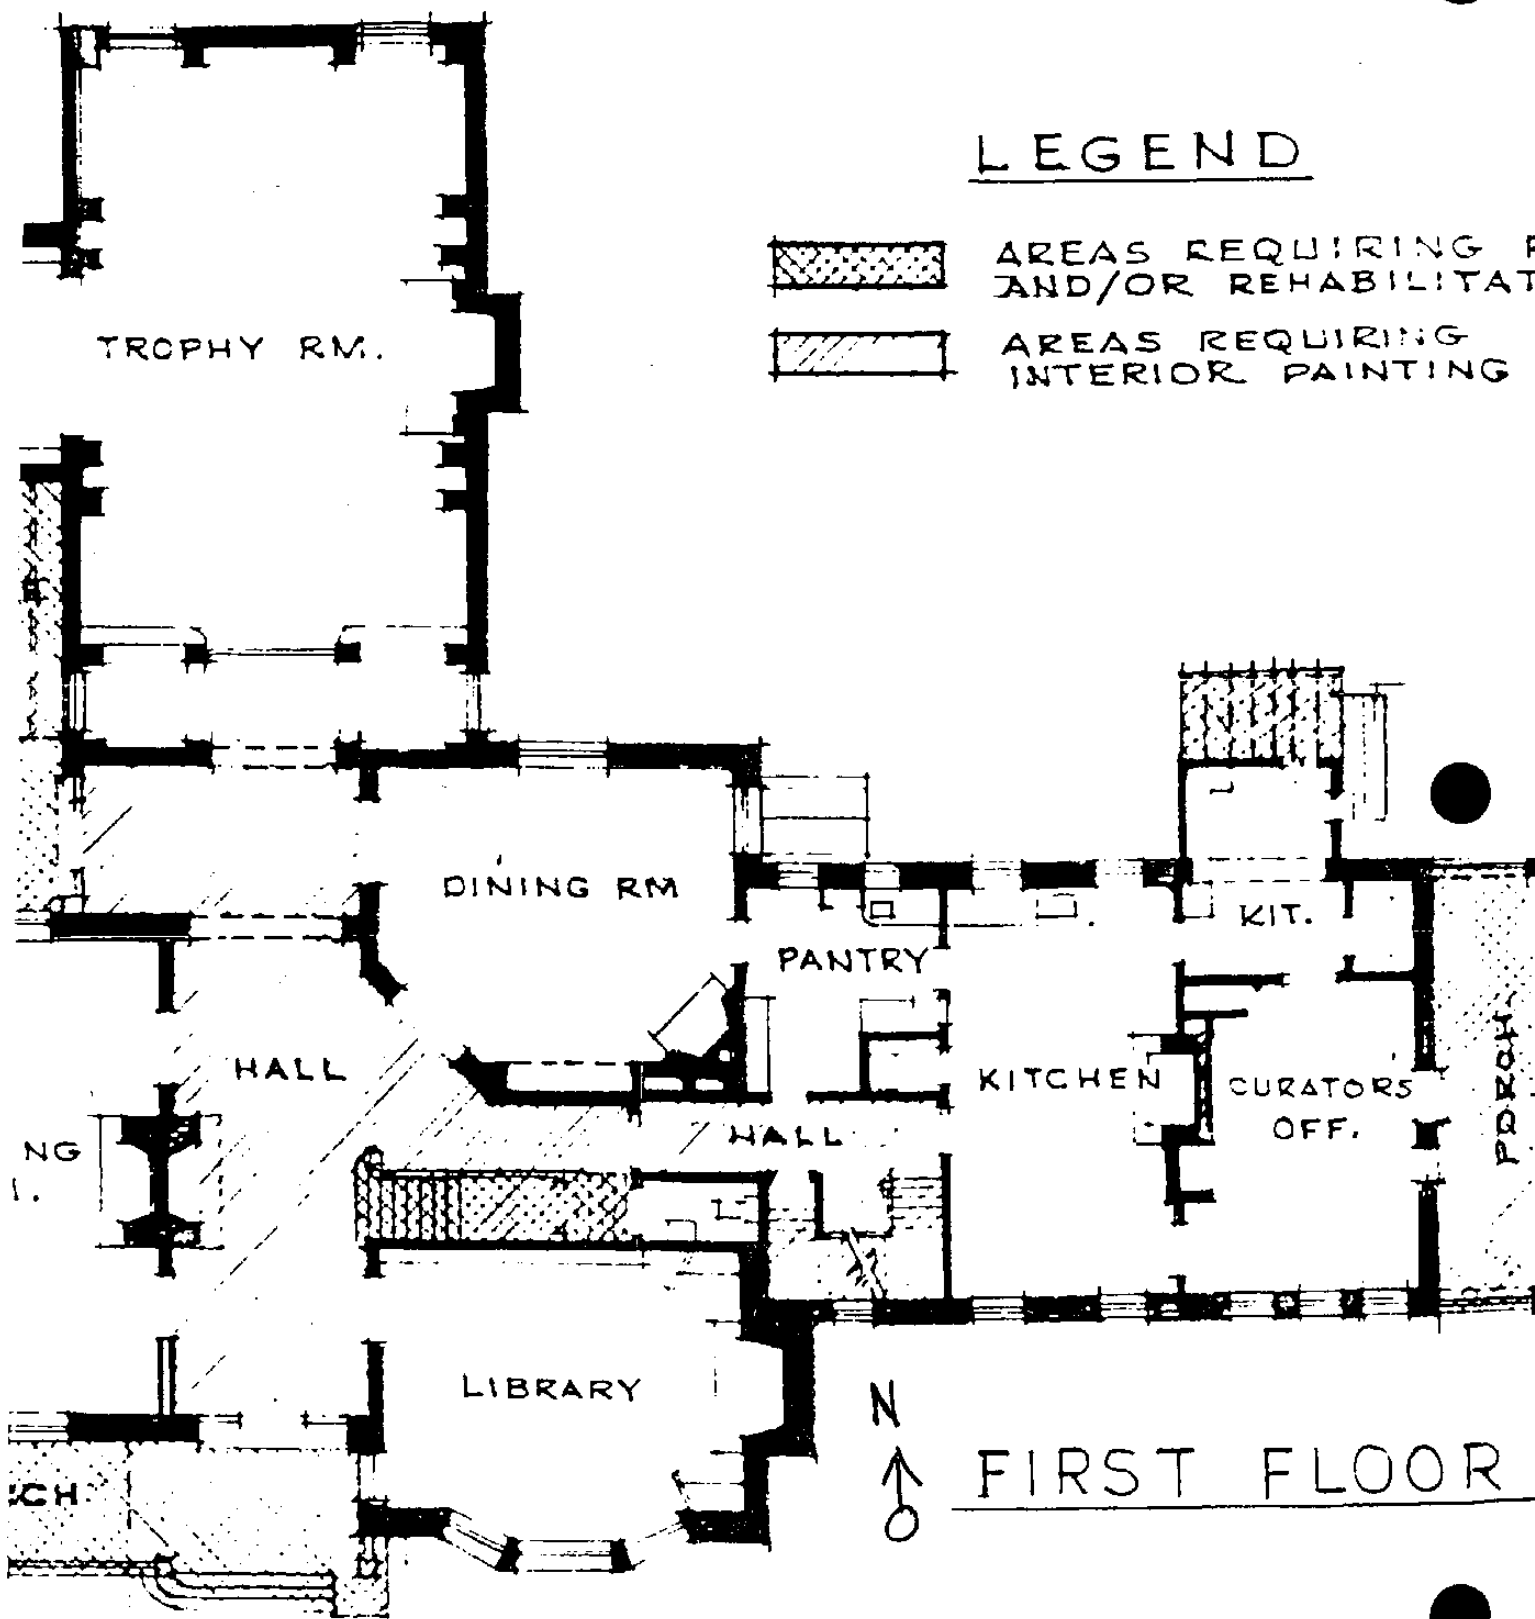 LEGEND
AREAS REQUIRING
AND/OR REHABILITAT
AREAS REQUIRING
INTERIOR PAINTING
TROPHY RM.
DINING RM
KIT.
PANTRY
HALL
KITCHEN
CURATORS
OFF.
PORCH
HALL
NG
LIBRARY
N
FIRST FLOOR
CH